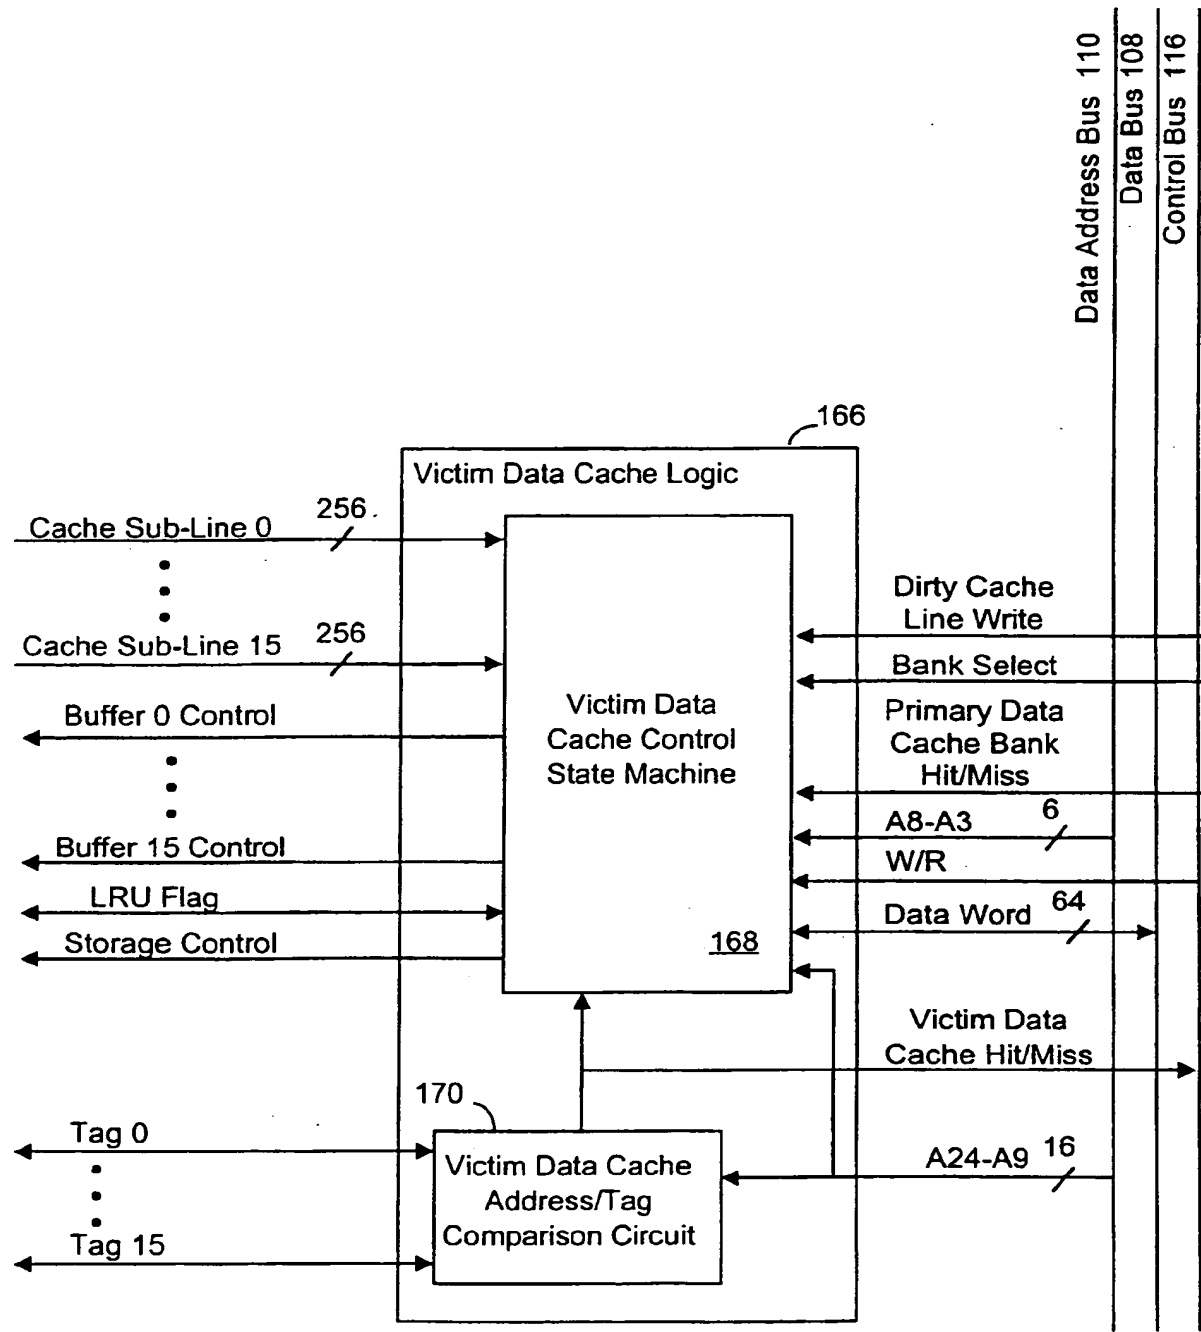 Data Address Bus 110
Data Bus 108
Control Bus 116
166
Victim Data Cache Logic
Cache Sub-Line 0
256
Cache Sub-Line 15
256
Buffer 0 Control
Buffer 15 Control
LRU Flag
Storage Control
Victim Data
Cache Control
State Machine
168
Dirty Cache
Line Write
Bank Select
Primary Data
Cache Bank
Hit/Miss
A8-A3
6
W/R
Data Word
64
Victim Data
Cache Hit/Miss
170
Tag 0
Tag 15
Victim Data Cache
Address/Tag
Comparison Circuit
A24-A9
16